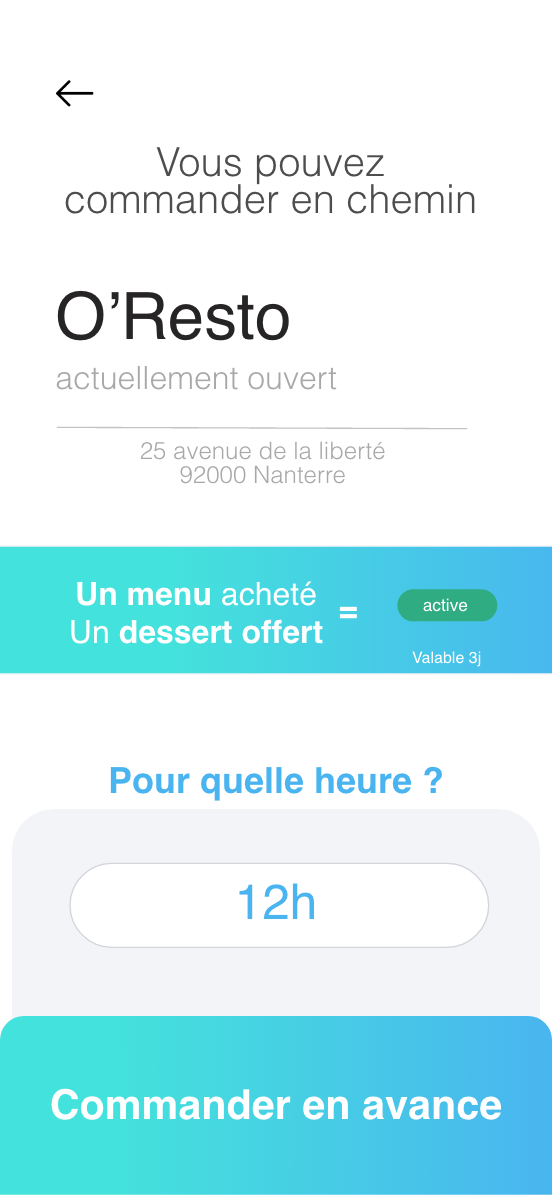 Vous pouvez
commander en chemin
O’Resto
actuellement ouvert
25 avenue de la liberté
92000 Nanterre
Un menu acheté
Un dessert offert
=
active
Valable 3j
Pour quelle heure ?
12h
Commander en avance